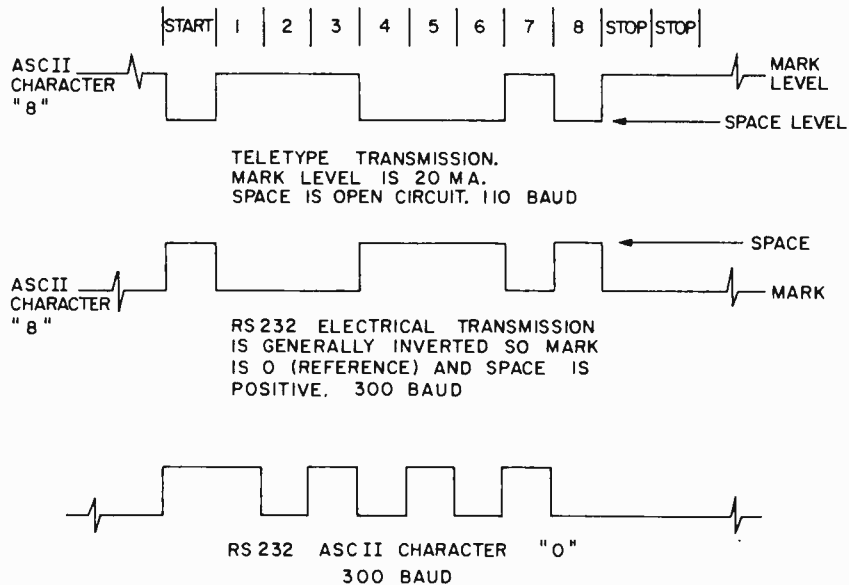 START 1 2 3 4 5 6 7 8 STOP STOP
ASCII
CHARACTER
"8"
MARK
LEVEL
SPACE LEVEL
TELETYPE TRANSMISSION.
MARK LEVEL IS 20 MA.
SPACE IS OPEN CIRCUIT. 110 BAUD
SPACE
ASCII
CHARACTER
"8"
MARK
RS 232 ELECTRICAL TRANSMISSION
IS GENERALLY INVERTED SO MARK
IS 0 (REFERENCE) AND SPACE IS
POSITIVE. 300 BAUD
RS 232 ASCII CHARACTER "0"
300 BAUD